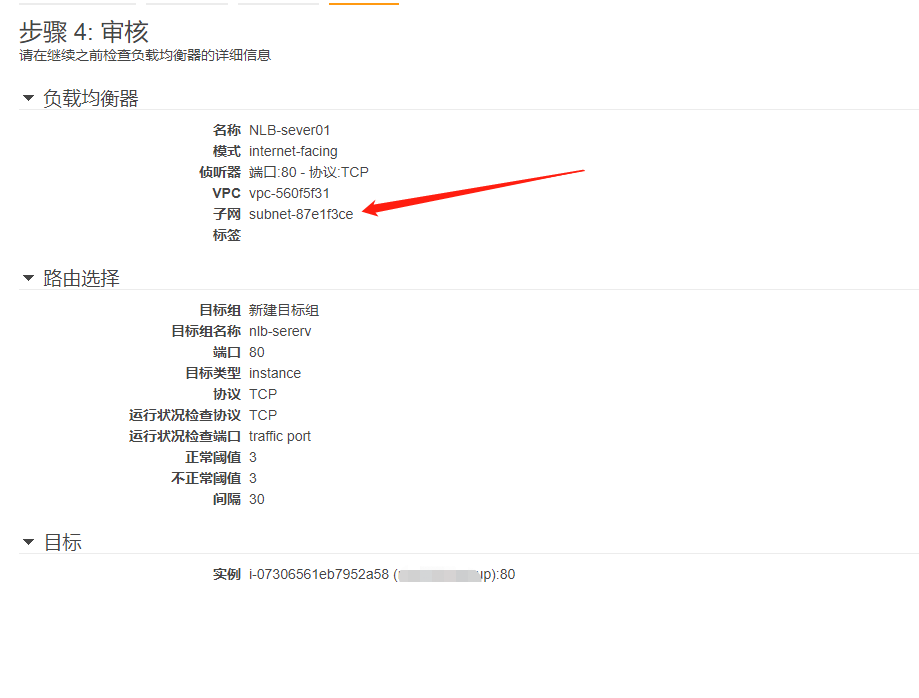 步骤 4: 审核
请在继续之前检查负载均衡器的详细信息
负载均衡器
名称 NLB-sever01
模式 internet-facing
侦听器 端口:80 - 协议:TCP
VPC vpc-560f5f31
子网 subnet-87e1f3ce
标签
路由选择
目标组 新建目标组
目标组名称 nlb-sererv
端口 80
目标类型 instance
协议 TCP
运行状况检查协议 TCP
运行状况检查端口 traffic port
正常阈值 3
不正常阈值 3
间隔 30
目标
实例 i-07306561eb7952a58 ( up):80